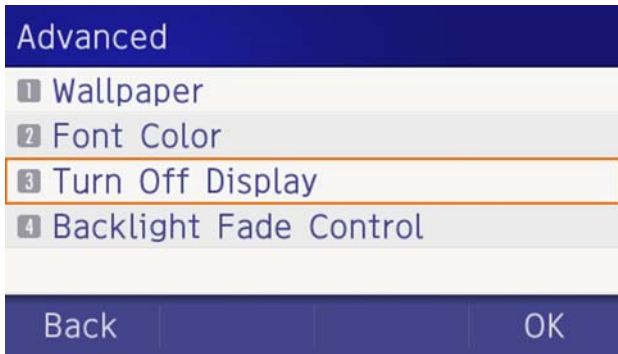 Advanced
1 Wallpaper
2 Font Color
3 Turn Off Display
4 Backlight Fade Control
Back OK